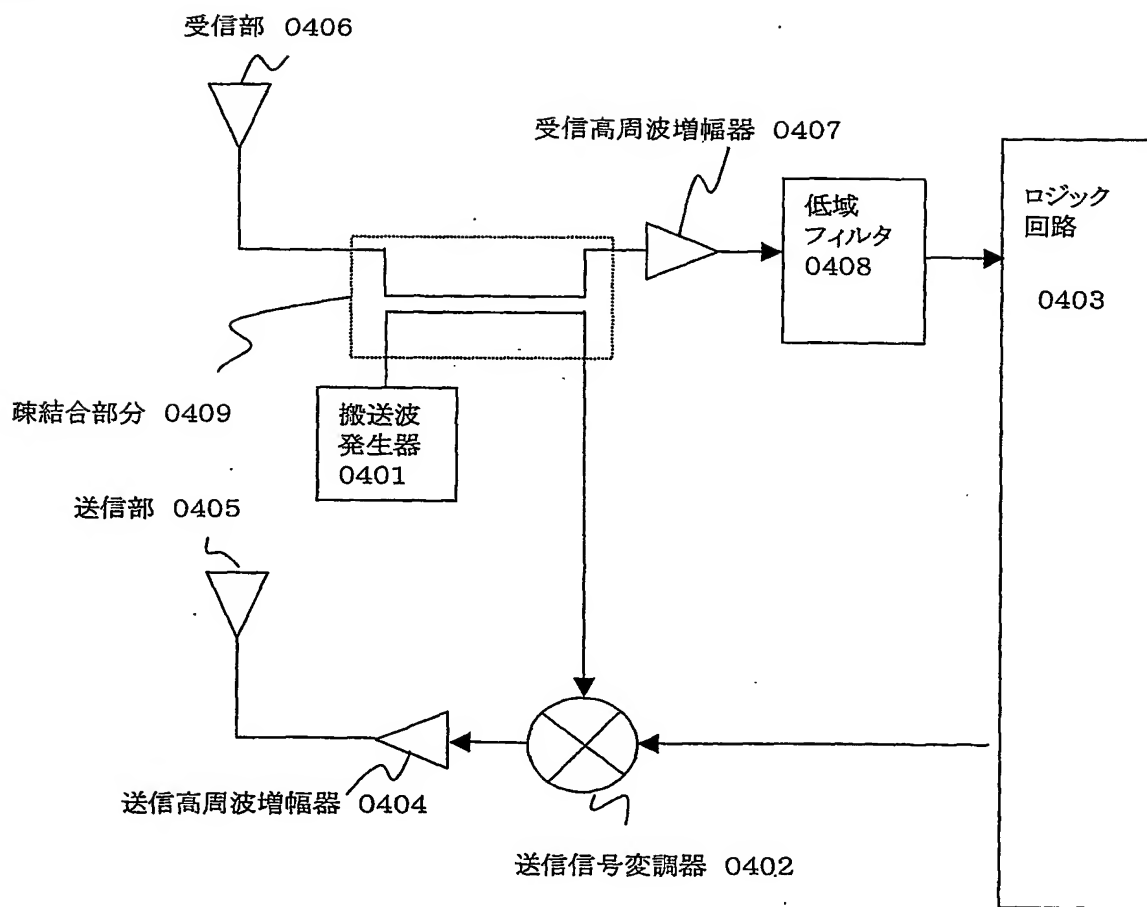 受信部 0406
受信高周波増幅器 0407
低域
フィルタ
0408
ロジック
回路
0403
疎結合部分 0409
搬送波
発生器
0401
送信部 0405
送信高周波増幅器 0404
送信信号変調器 0402